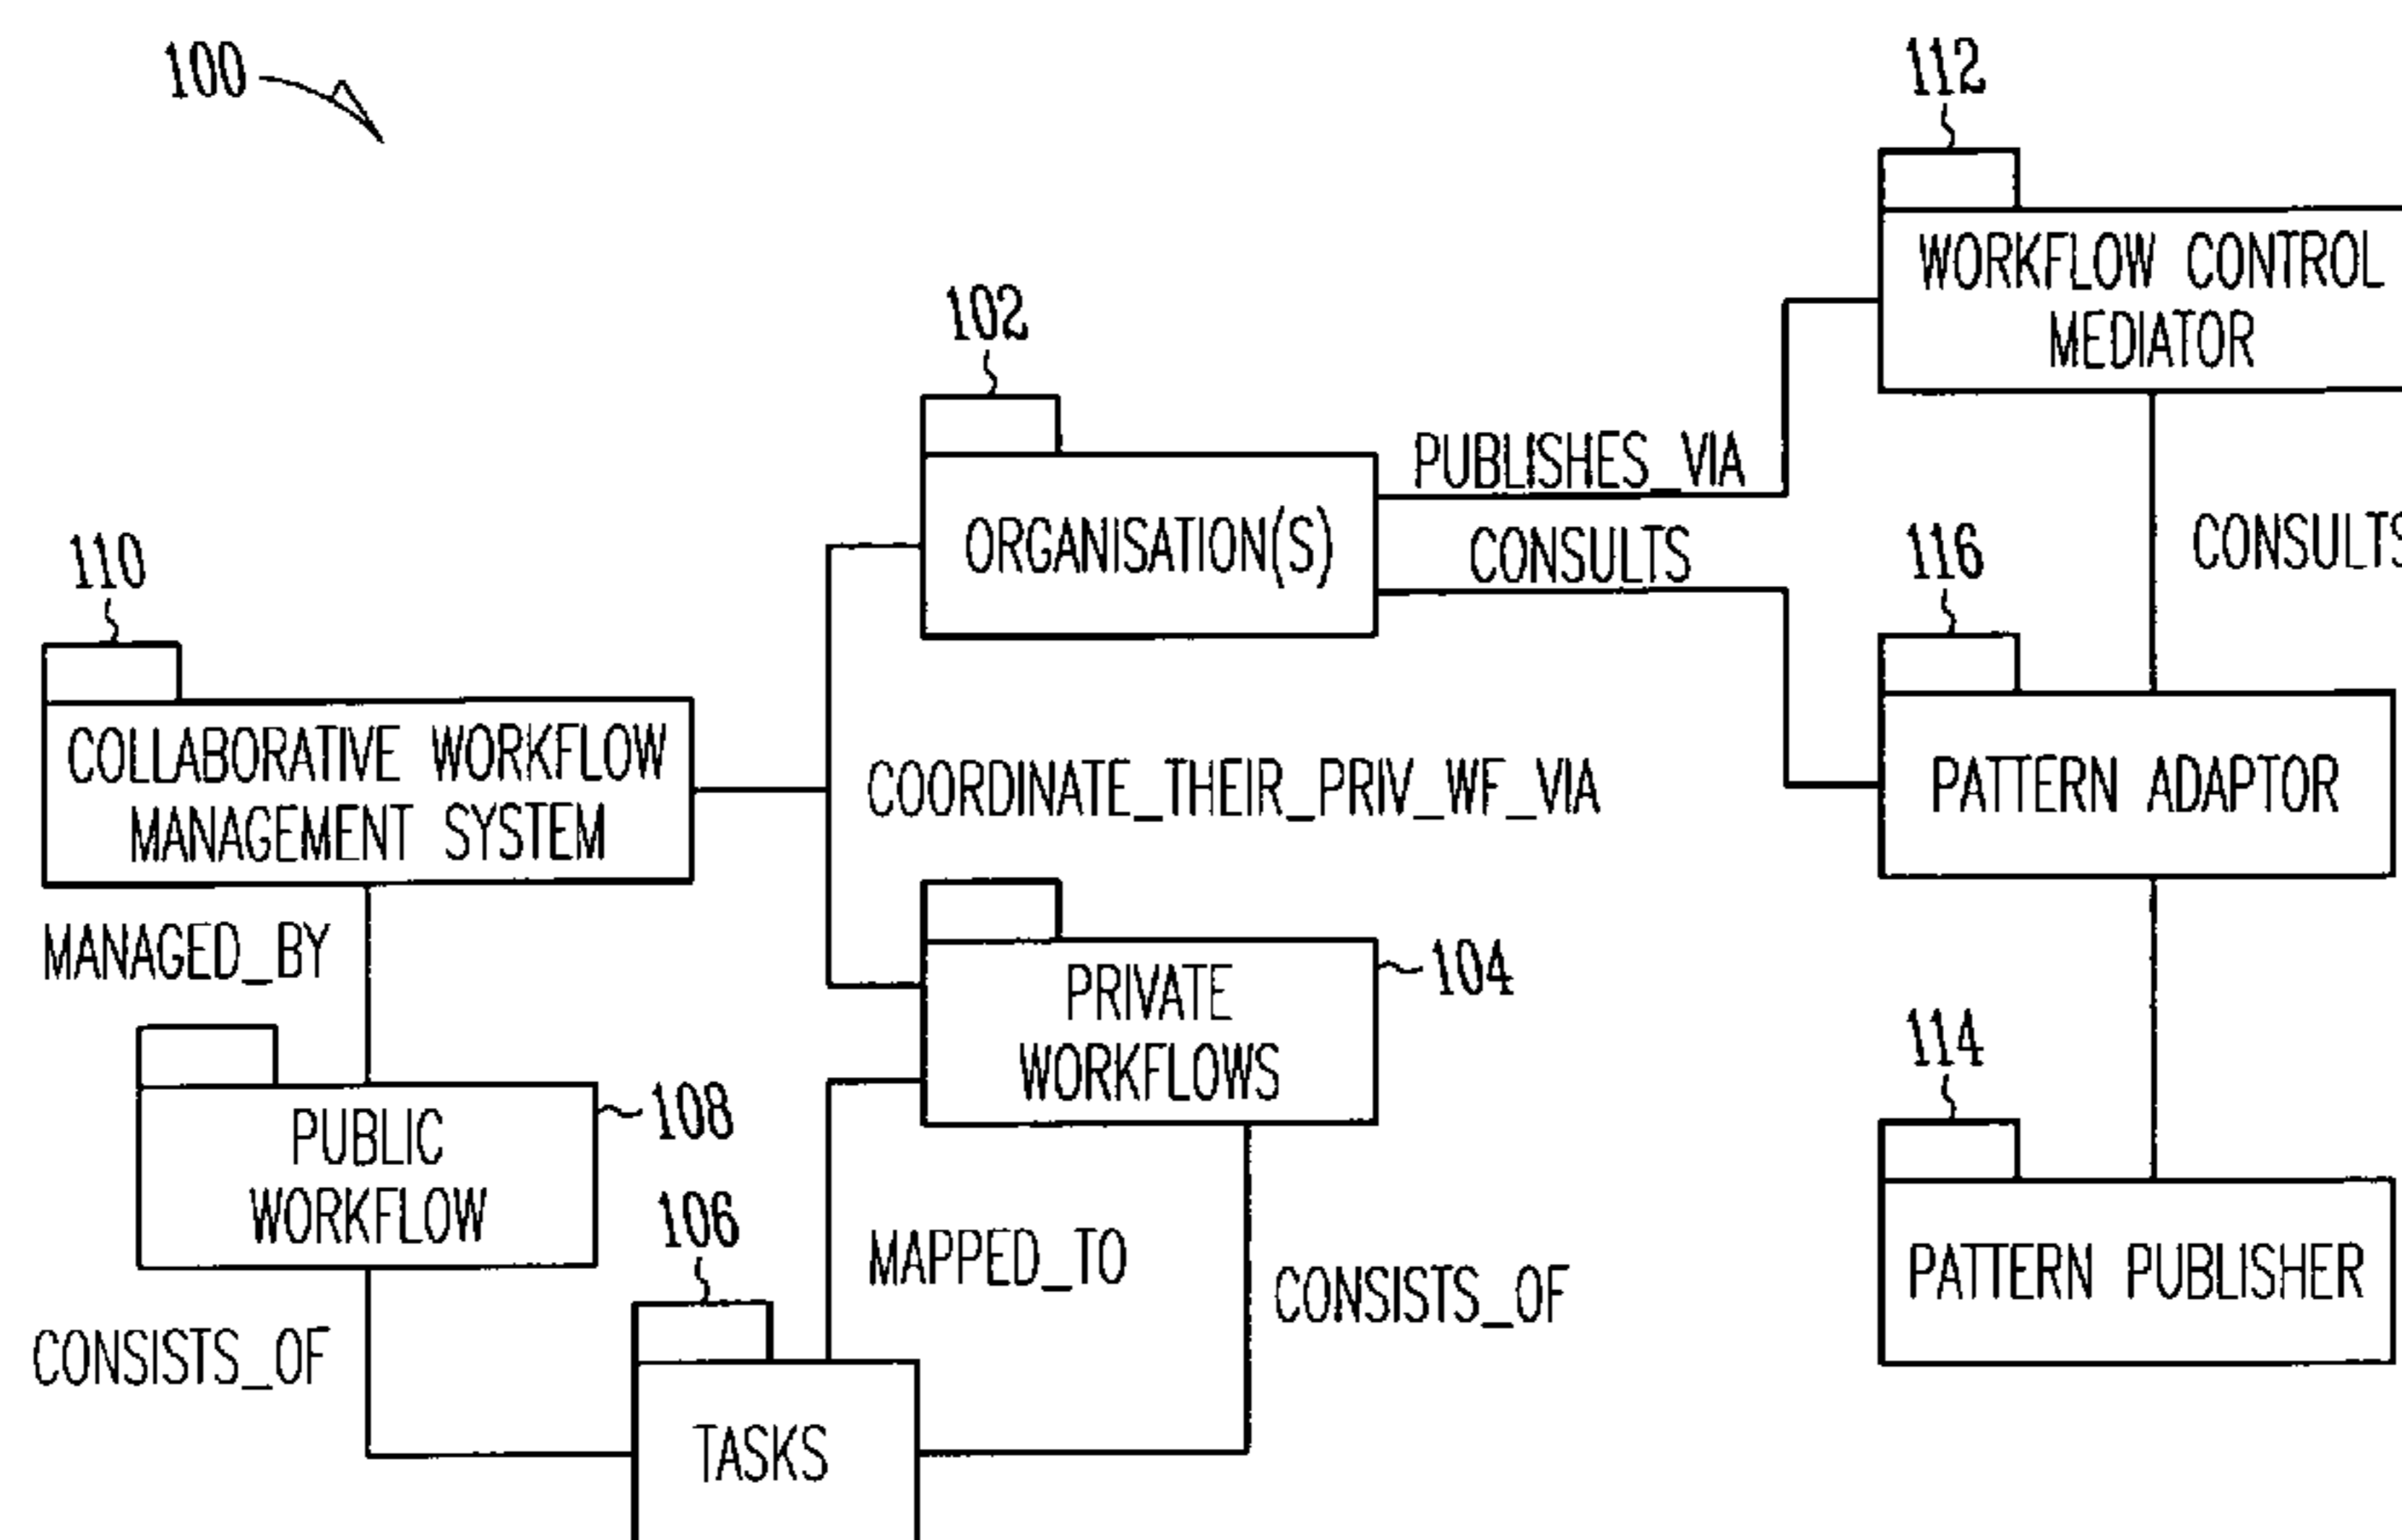 100
112
WORKFLOW CONTROL
MEDIATOR
102
PUBLISHES_VIA
ORGANISATION(S)
CONSULTS
CONSULTS
110
116
COLLABORATIVE WORKFLOW
MANAGEMENT SYSTEM
COORDINATE_THEIR_PRIV_WF_VIA
PATTERN ADAPTOR
MANAGED_BY
PRIVATE
WORKFLOWS
104
114
PUBLIC
WORKFLOW
108
106
MAPPED_TO
CONSISTS_OF
PATTERN PUBLISHER
CONSISTS_OF
TASKS